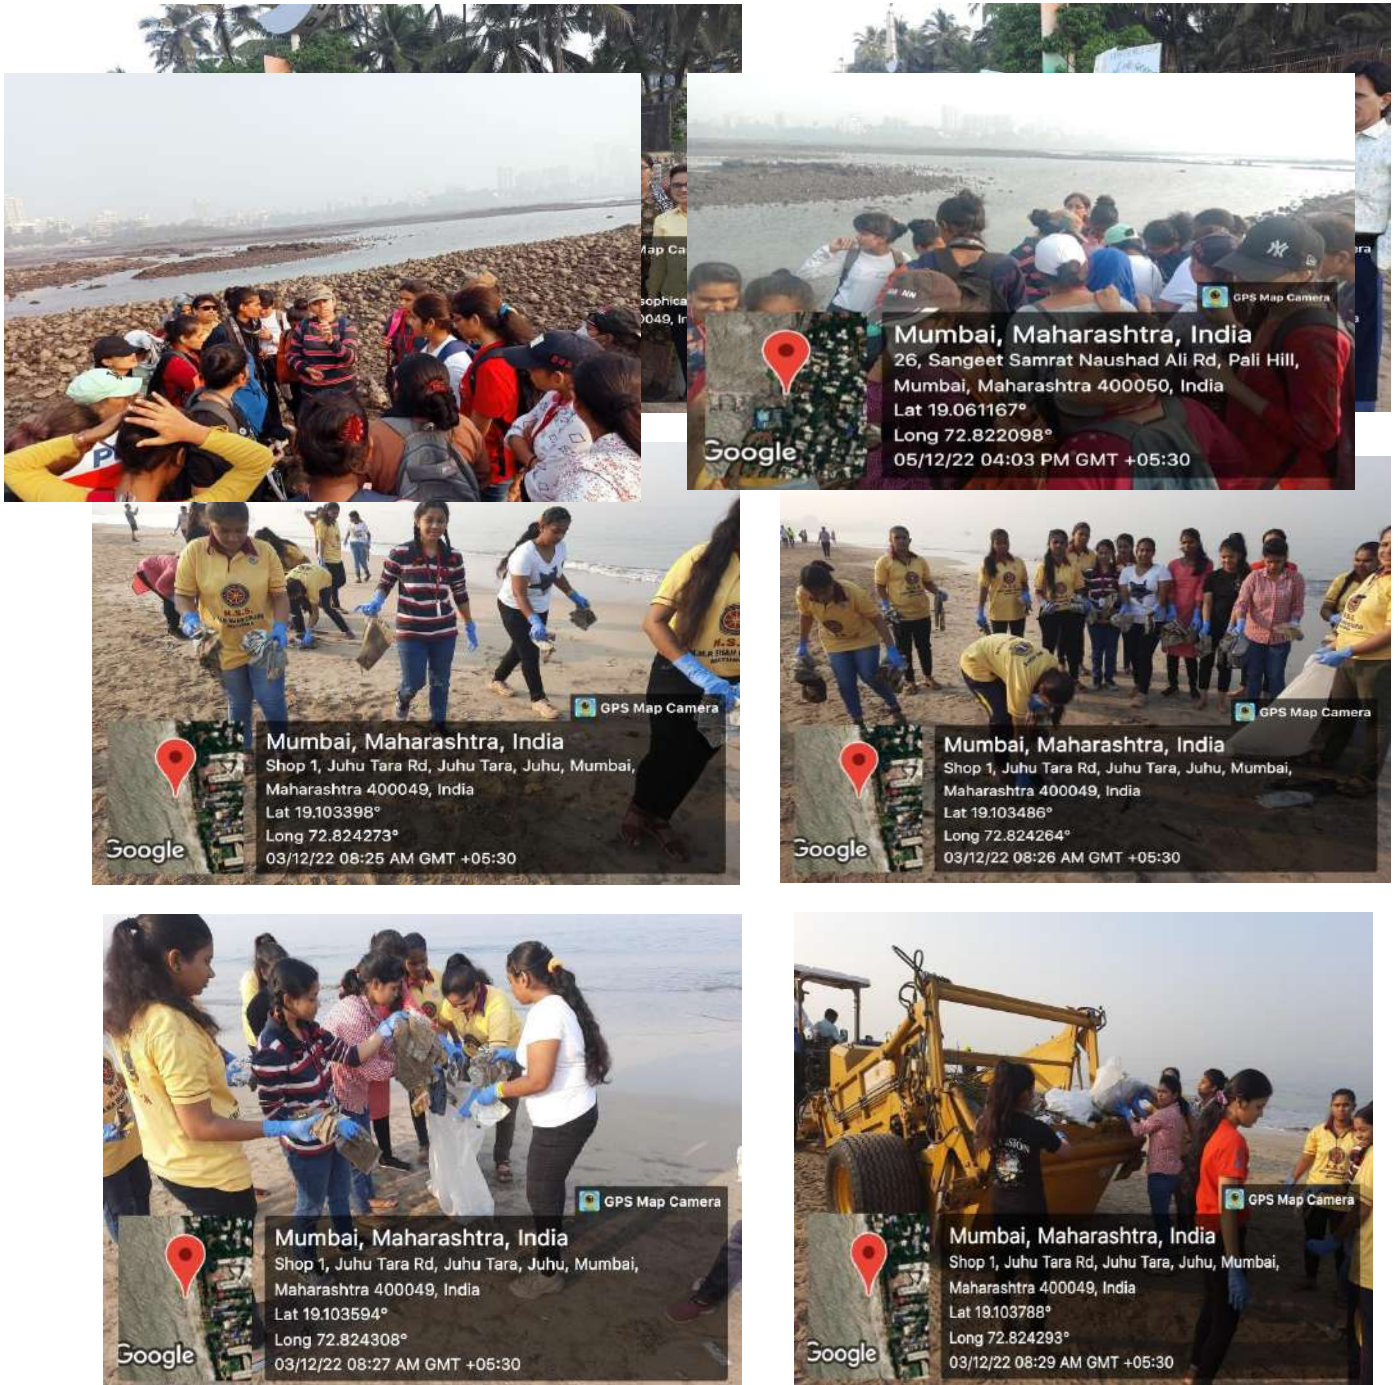 Map Ca
sophica
0049, In
GPS Map Camera
Mumbai, Maharashtra, India
26, Sangeet Samrat Naushad Ali Rd, Pali Hill,
Mumbai, Maharashtra 400050, India
Lat 19.061167°
Long 72.822098°
05/12/22 04:03 PM GMT +05:30
Google
N.S.S.
GPS Map Camera
Mumbai, Maharashtra, India
Shop 1, Juhu Tara Rd, Juhu Tara, Juhu, Mumbai,
Maharashtra 400049, India
Lat 19.103398°
Long 72.824273°
03/12/22 08:25 AM GMT +05:30
Google
GPS Map Camera
Mumbai, Maharashtra, India
Shop 1, Juhu Tara Rd, Juhu Tara, Juhu, Mumbai,
Maharashtra 400049, India
Lat 19.103486°
Long 72.824264°
03/12/22 08:26 AM GMT +05:30
Google
GPS Map Camera
Mumbai, Maharashtra, India
Shop 1, Juhu Tara Rd, Juhu Tara, Juhu, Mumbai,
Maharashtra 400049, India
Lat 19.103594°
Long 72.824308°
03/12/22 08:27 AM GMT +05:30
Google
GPS Map Camera
Mumbai, Maharashtra, India
Shop 1, Juhu Tara Rd, Juhu Tara, Juhu, Mumbai,
Maharashtra 400049, India
Lat 19.103788°
Long 72.824293°
03/12/22 08:29 AM GMT +05:30
Google